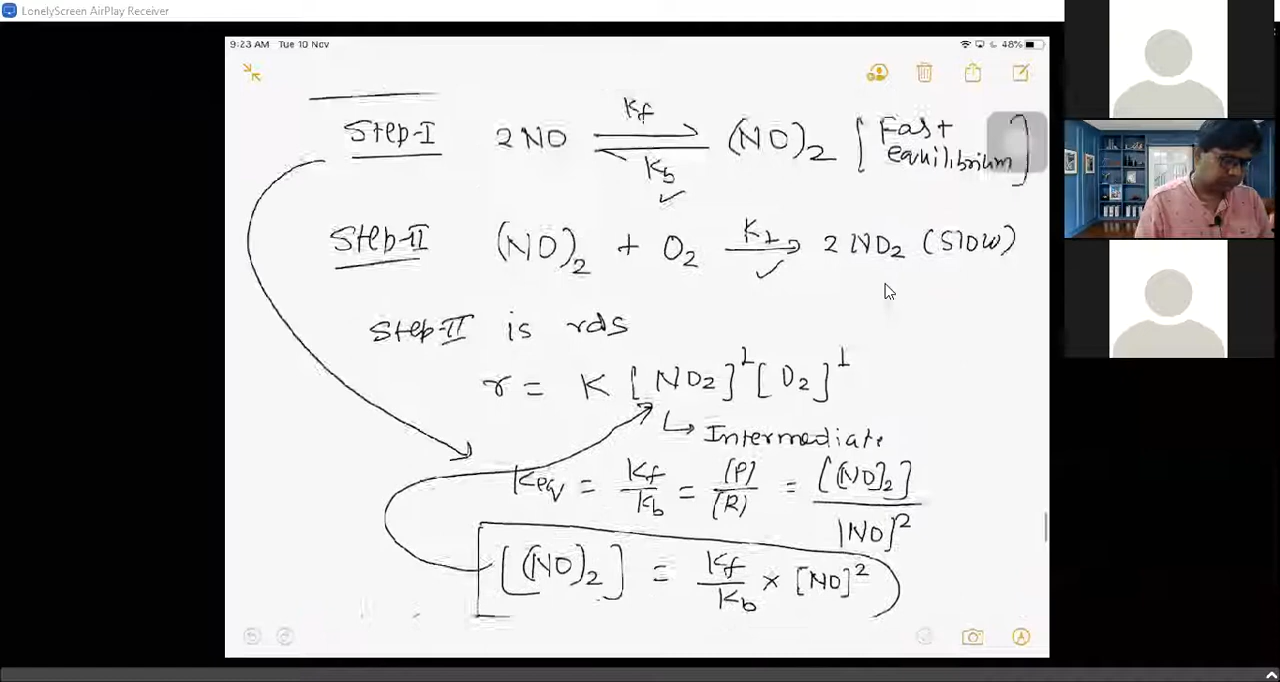 LonelyScreen AirPlay Receiver
9:23 AM Tue 10 Nov
48%
Step-I 2NO ⇌ (NO)2 [Fast equilibrium]
Kf
Kb
Step-II (NO)2 + O2 → 2NO2 (slow)
K1
Step-II is rds
r = K [NO2]^1 [O2]^1
↳ Intermediate
Keq = Kf/Kb = [P]/[R] = [(NO)2]/[NO]^2
[(NO)2] = Kf/Kb × [NO]^2